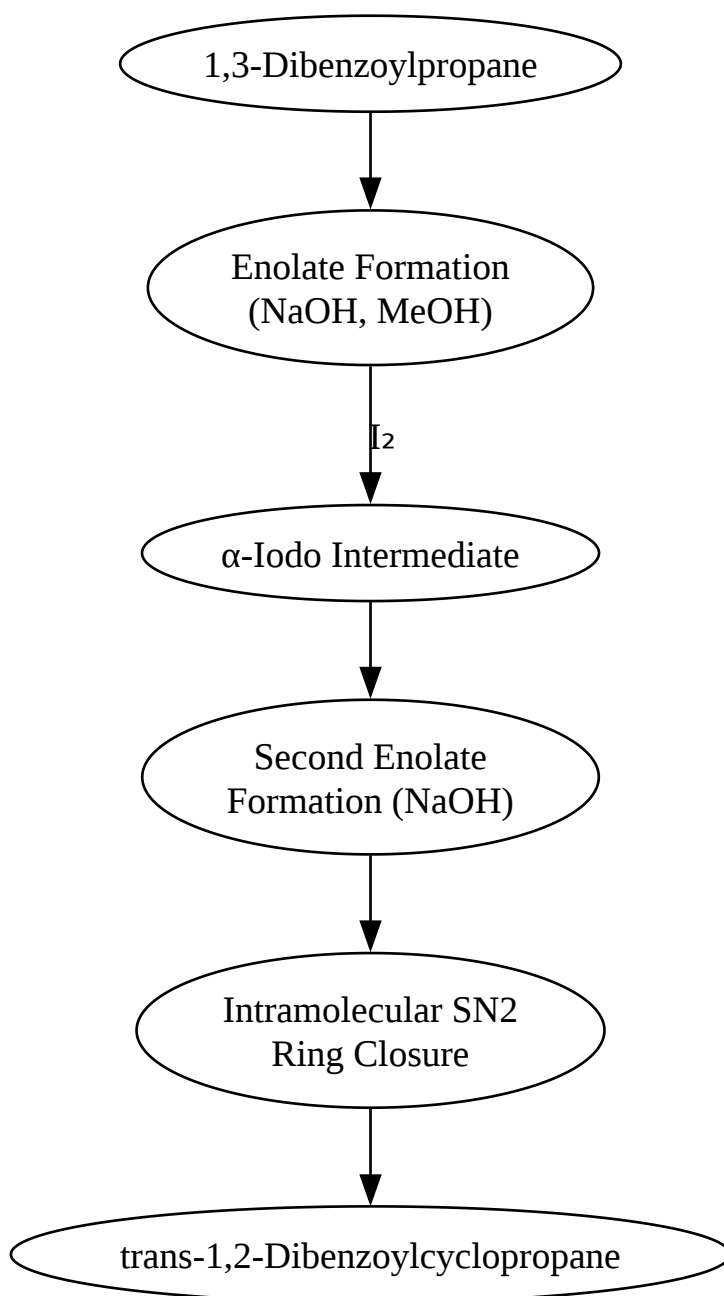 1,3-Dibenzoylpropane
Enolate Formation
(NaOH, MeOH)
I₂
α-Iodo Intermediate
Second Enolate
Formation (NaOH)
Intramolecular SN2
Ring Closure
trans-1,2-Dibenzoylcyclopropane